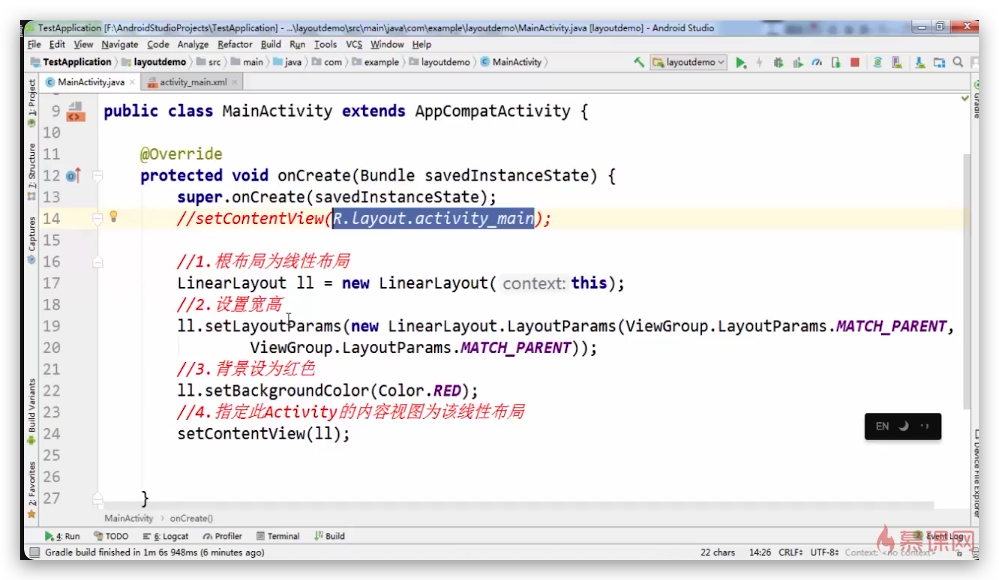 TestApplication [F:\AndroidStudioProjects\TestApplication] - ...\layoutdemo\src\main\java\com\example\layoutdemo\MainActivity.java [layoutdemo] - Android Studio
File Edit View Navigate Code Analyze Refactor Build Run Tools VCS Window Help
TestApplication layoutdemo src main java com example layoutdemo MainActivity layoutdemo
MainActivity.java activity_main.xml
1: Project
7: Structure
Captures
Build Variants
2: Favorites
9 public class MainActivity extends AppCompatActivity {
10
11 @Override
12 protected void onCreate(Bundle savedInstanceState) {
13 super.onCreate(savedInstanceState);
14 //setContentView(R.layout.activity_main);
15
16 //1.根布局为线性布局
17 LinearLayout ll = new LinearLayout( context: this);
18 //2.设置宽高
19 ll.setLayoutParams(new LinearLayout.LayoutParams(ViewGroup.LayoutParams.MATCH_PARENT,
20 ViewGroup.LayoutParams.MATCH_PARENT));
21 //3.背景设为红色
22 ll.setBackgroundColor(Color.RED);
23 //4.指定此Activity的内容视图为该线性布局
24 setContentView(ll);
25
26
27 }
EN
Gradle
Device File Explorer
MainActivity > onCreate()
4: Run TODO 6: Logcat Profiler Terminal Build Event Log
慕课网
Gradle build finished in 1m 6s 948ms (6 minutes ago) 22 chars 14:26 CRLF UTF-8 Context: <no context>